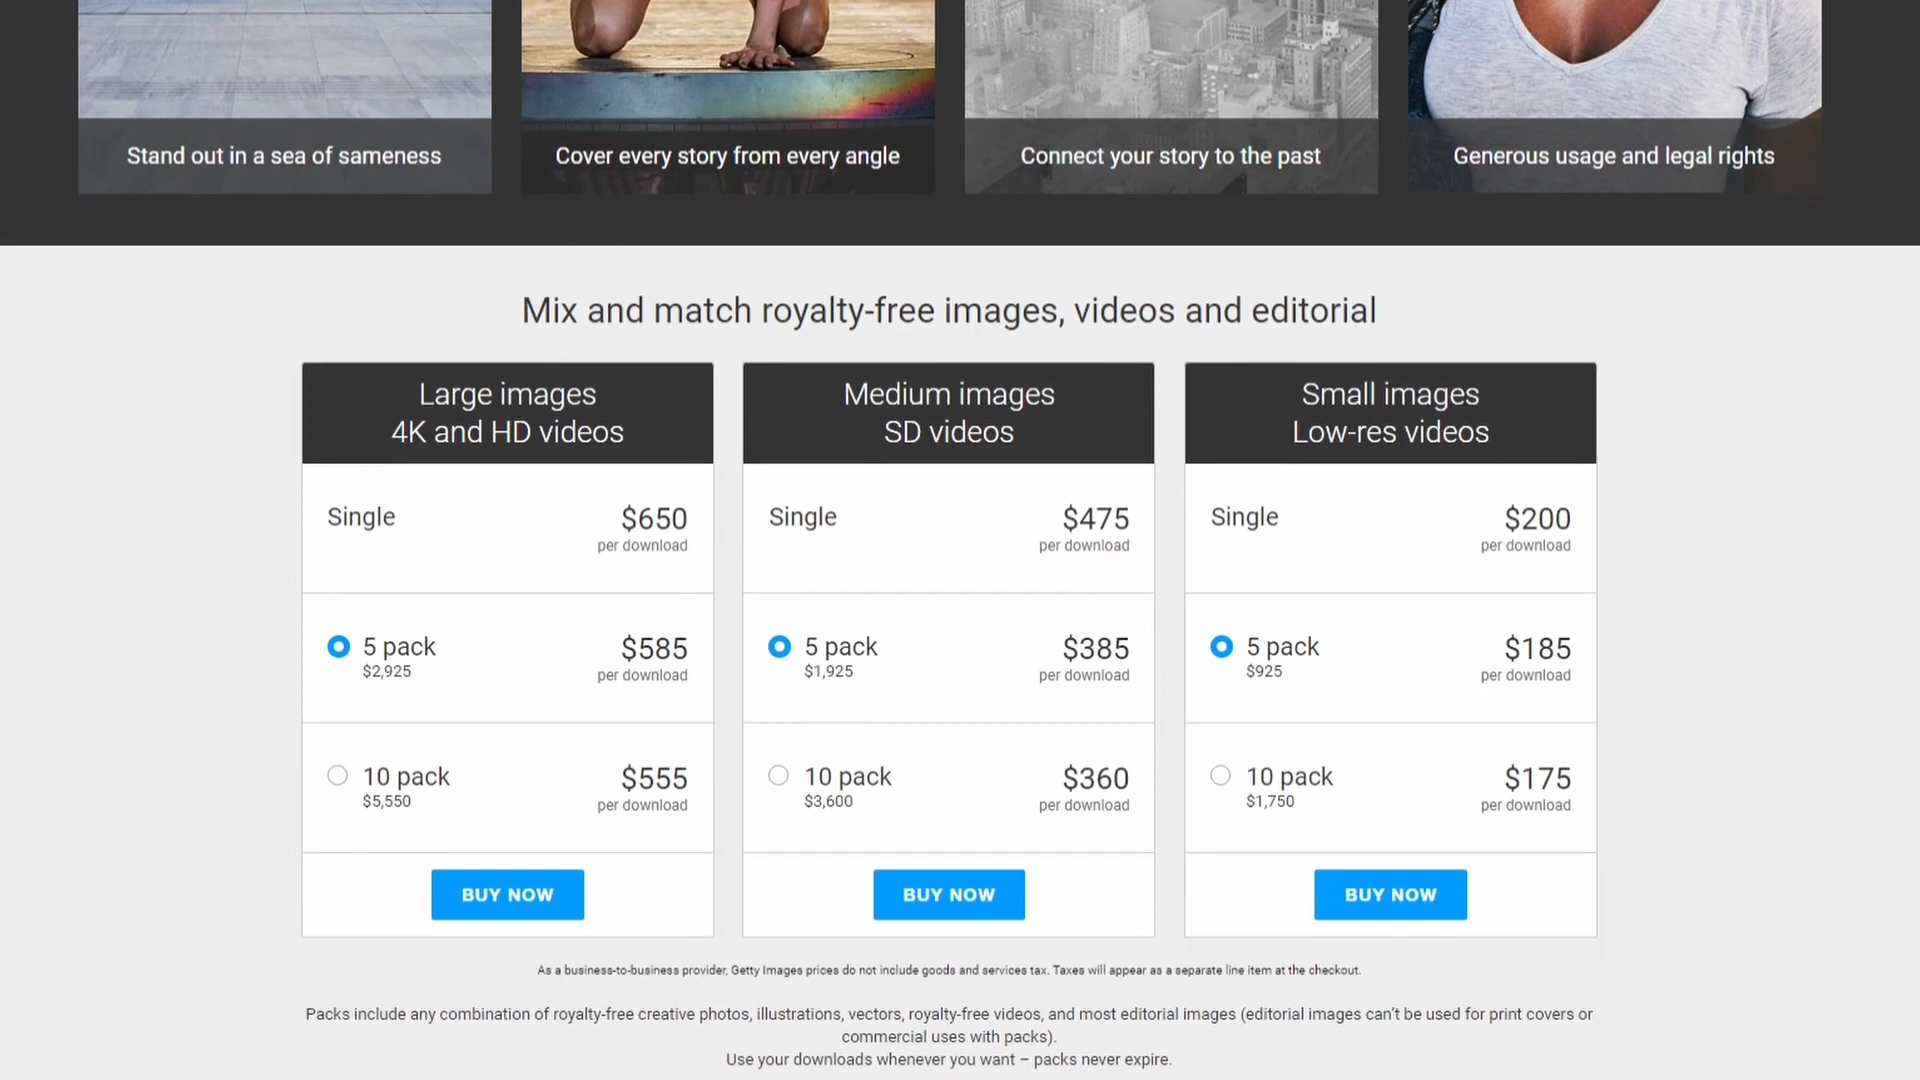 Stand out in a sea of sameness
Cover every story from every angle
Connect your story to the past
Generous usage and legal rights
Mix and match royalty-free images, videos and editorial
Large images
4K and HD videos
Single
$650
per download
5 pack
$585
$2,925
per download
10 pack
$555
$5,550
per download
BUY NOW
Medium images
SD videos
Single
$475
per download
5 pack
$385
$1,925
per download
10 pack
$360
$3,600
per download
BUY NOW
Small images
Low-res videos
Single
$200
per download
5 pack
$185
$925
per download
10 pack
$175
$1,750
per download
BUY NOW
As a business-to-business provider, Getty Images prices do not include goods and services tax. Taxes will appear as a separate line item at the checkout.
Packs include any combination of royalty-free creative photos, illustrations, vectors, royalty-free videos, and most editorial images (editorial images can't be used for print covers or
commercial uses with packs).
Use your downloads whenever you want – packs never expire.